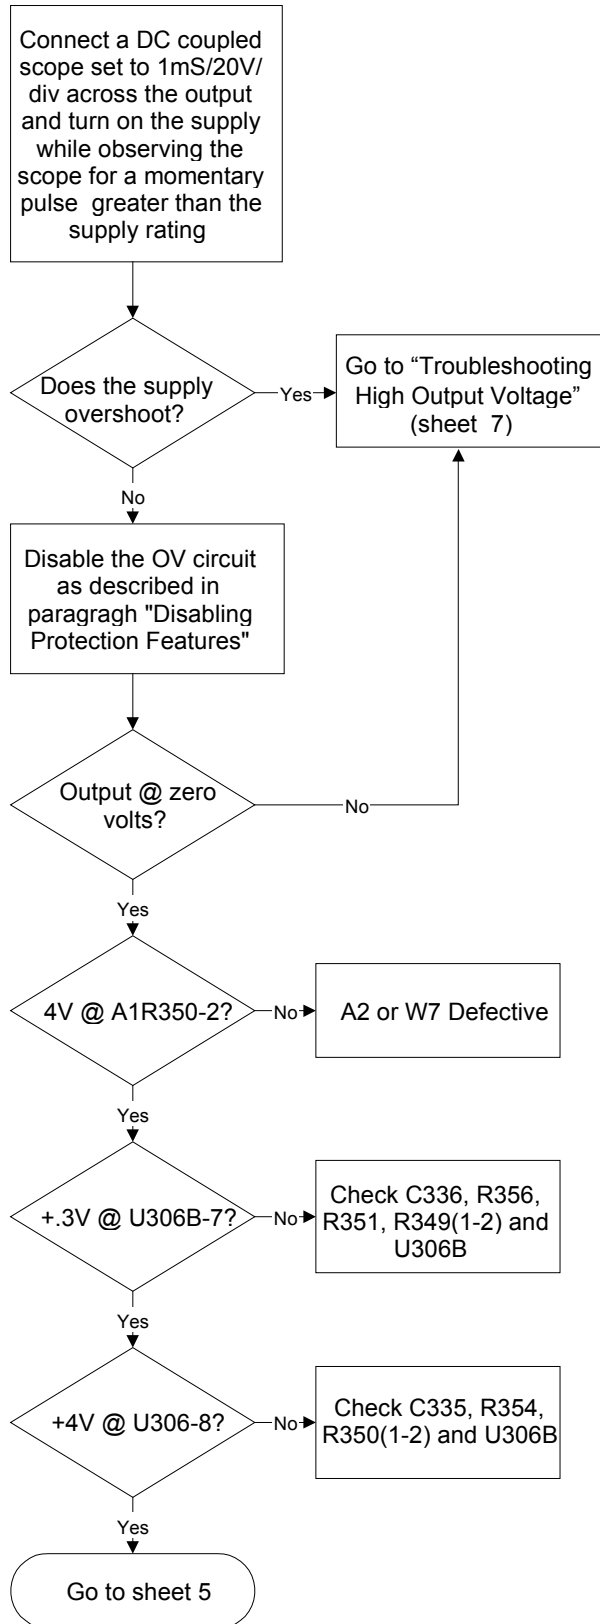 Connect a DC coupled
scope set to 1mS/20V/
div across the output
and turn on the supply
while observing the
scope for a momentary
pulse greater than the
supply rating
Does the supply
overshoot?
Yes
Go to “Troubleshooting
High Output Voltage”
(sheet 7)
No
Disable the OV circuit
as described in
paragragh "Disabling
Protection Features"
Output @ zero
volts?
No
Yes
4V @ A1R350-2?
No
A2 or W7 Defective
Yes
+.3V @ U306B-7?
No
Check C336, R356,
R351, R349(1-2) and
U306B
Yes
+4V @ U306-8?
No
Check C335, R354,
R350(1-2) and U306B
Yes
Go to sheet 5